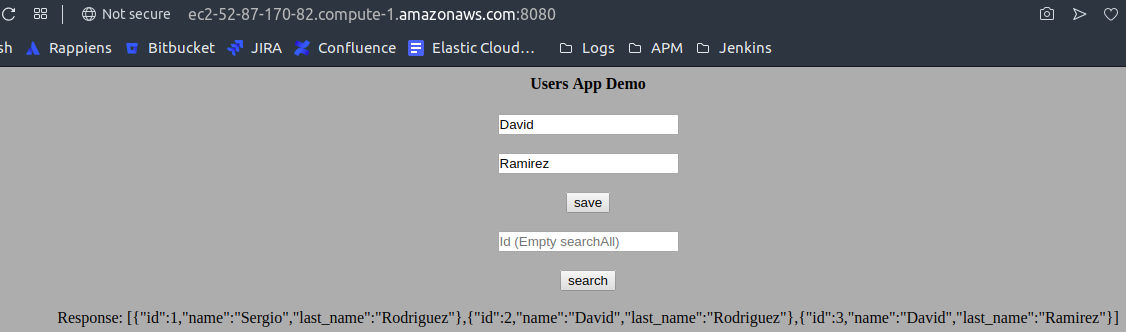 Not secure ec2-52-87-170-82.compute-1.amazonaws.com:8080
sh Rappiens Bitbucket JIRA Confluence Elastic Cloud... Logs APM Jenkins
Users App Demo
David
Ramirez
save
Id (Empty searchAll)
search
Response: [{"id":1,"name":"Sergio","last_name":"Rodriguez"},{"id":2,"name":"David","last_name":"Rodriguez"},{"id":3,"name":"David","last_name":"Ramirez"}]